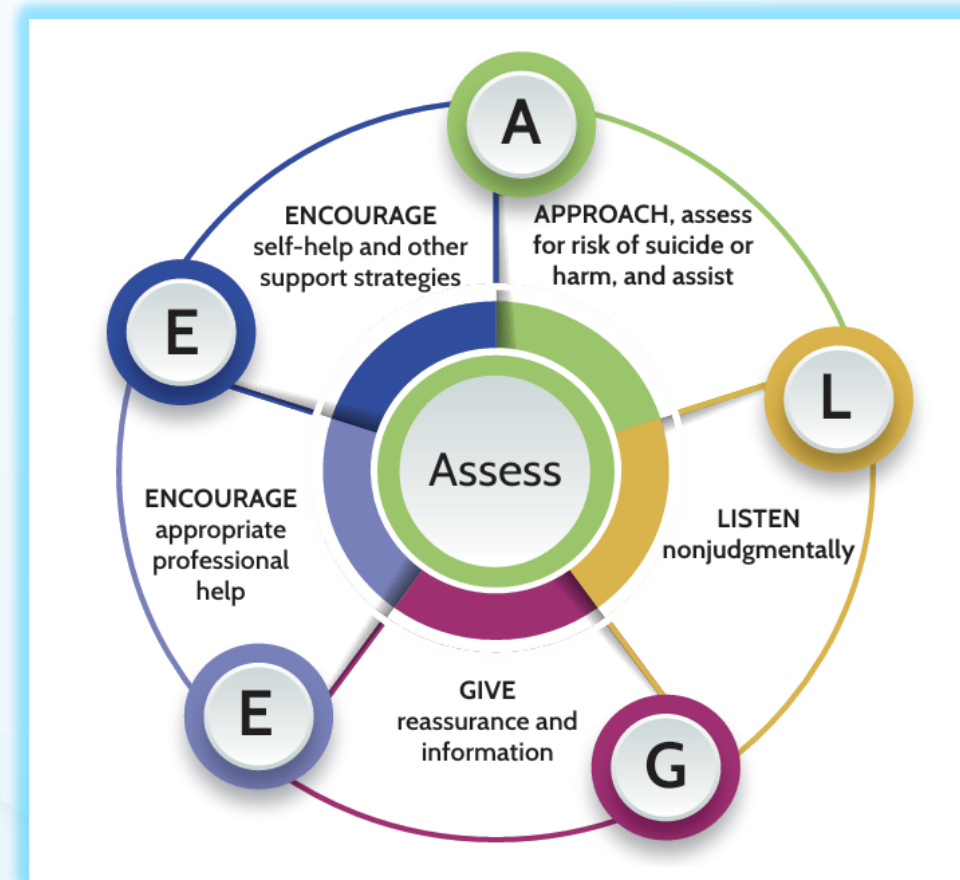 A
APPROACH, assess
for risk of suicide or
harm, and assist
L
LISTEN
nonjudgmentally
G
GIVE
reassurance and
information
E
ENCOURAGE
appropriate
professional
help
E
ENCOURAGE
self-help and other
support strategies
Assess